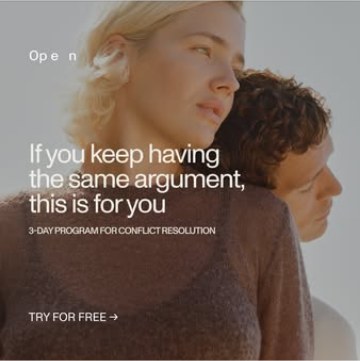 Open
If you keep having
the same argument,
this is for you
3-DAY PROGRAM FOR CONFLICT RESOLUTION
TRY FOR FREE →